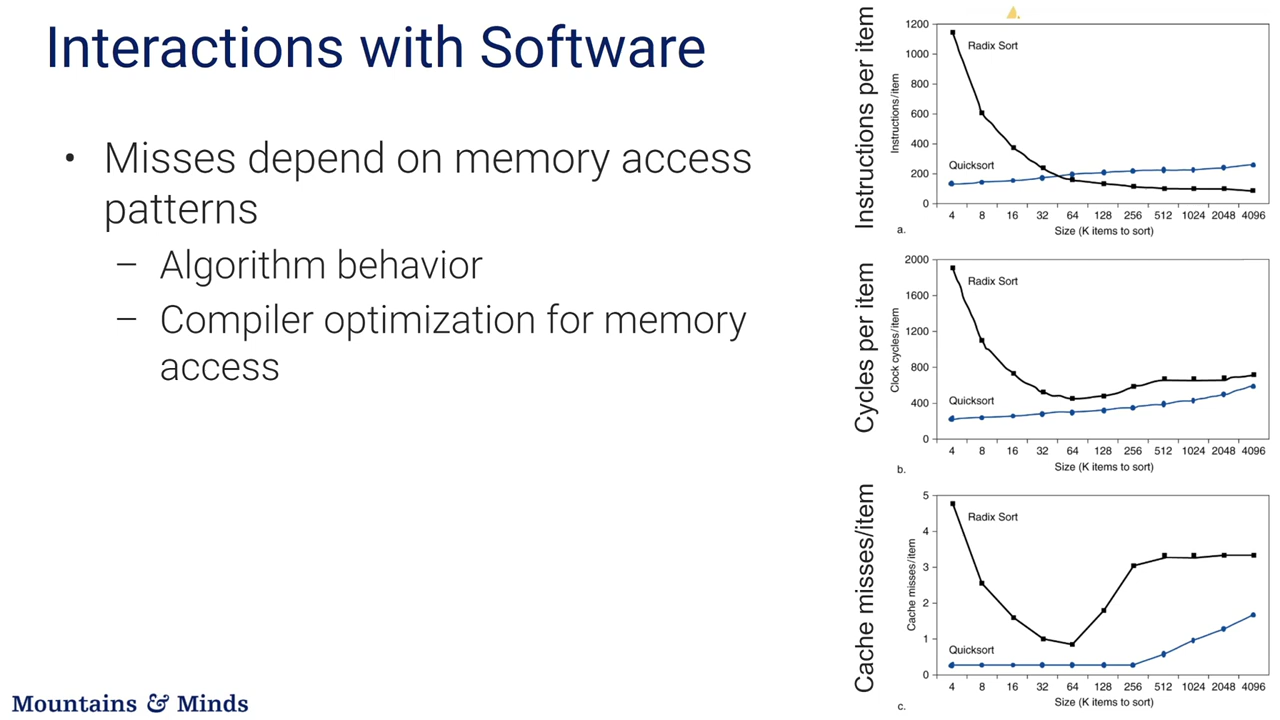 Interactions with Software
• Misses depend on memory access
patterns
– Algorithm behavior
– Compiler optimization for memory
access
Mountains & Minds
Instructions per item
Instructions/item
1200
1000
800
600
400
200
0
Radix Sort
Quicksort
4 8 16 32 64 128 256 512 1024 2048 4096
Size (K items to sort)
a.
Cycles per item
Clock cycles/item
2000
1600
1200
800
400
0
Radix Sort
Quicksort
4 8 16 32 64 128 256 512 1024 2048 4096
Size (K items to sort)
b.
Cache misses/item
Cache misses/item
5
4
3
2
1
0
Radix Sort
Quicksort
4 8 16 32 64 128 256 512 1024 2048 4096
Size (K items to sort)
c.